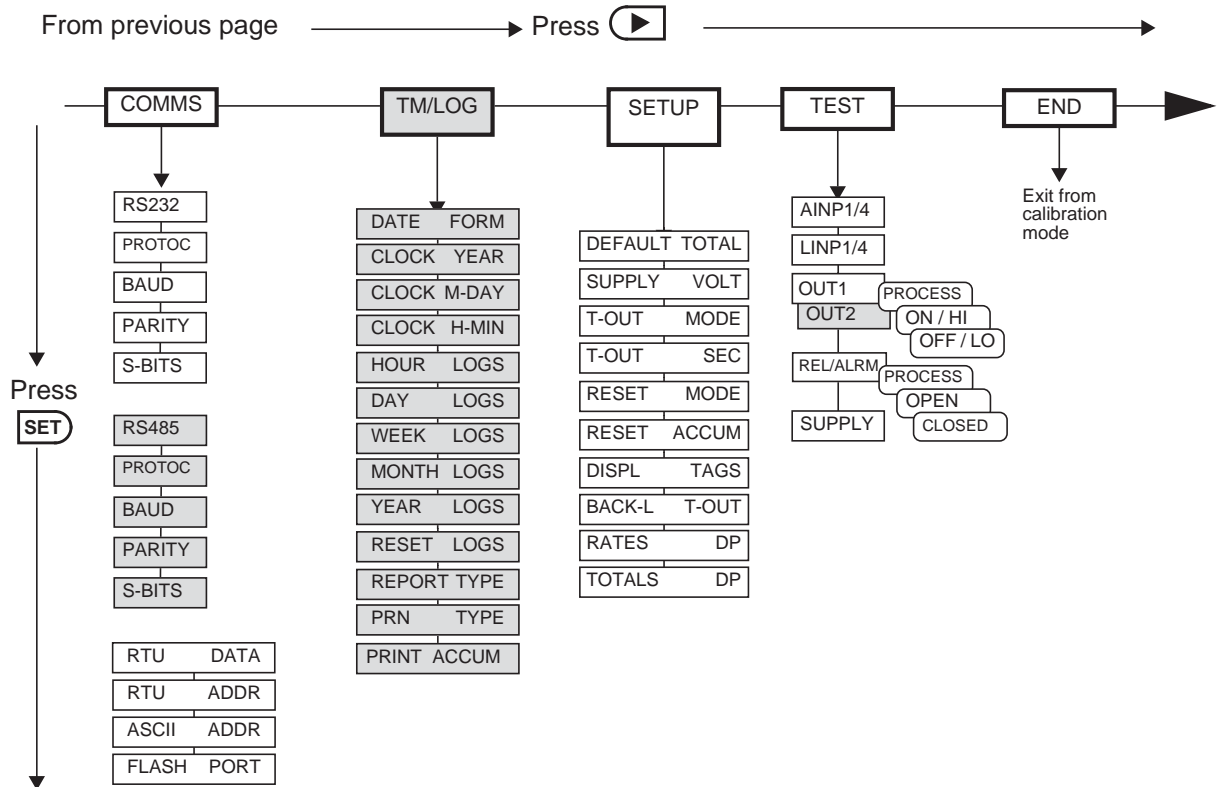 From previous page
Press
COMMS
TM/LOG
SETUP
TEST
END
Press
SET
RS232
PROTOC
BAUD
PARITY
S-BITS
RS485
PROTOC
BAUD
PARITY
S-BITS
RTU DATA
RTU ADDR
ASCII ADDR
FLASH PORT
DATE FORM
CLOCK YEAR
CLOCK M-DAY
CLOCK H-MIN
HOUR LOGS
DAY LOGS
WEEK LOGS
MONTH LOGS
YEAR LOGS
RESET LOGS
REPORT TYPE
PRN TYPE
PRINT ACCUM
DEFAULT TOTAL
SUPPLY VOLT
T-OUT MODE
T-OUT SEC
RESET MODE
RESET ACCUM
DISPL TAGS
BACK-L T-OUT
RATES DP
TOTALS DP
AINP1/4
LINP1/4
OUT1
OUT2
PROCESS
ON / HI
OFF / LO
REL/ALRM
PROCESS
OPEN
CLOSED
SUPPLY
Exit from
calibration
mode